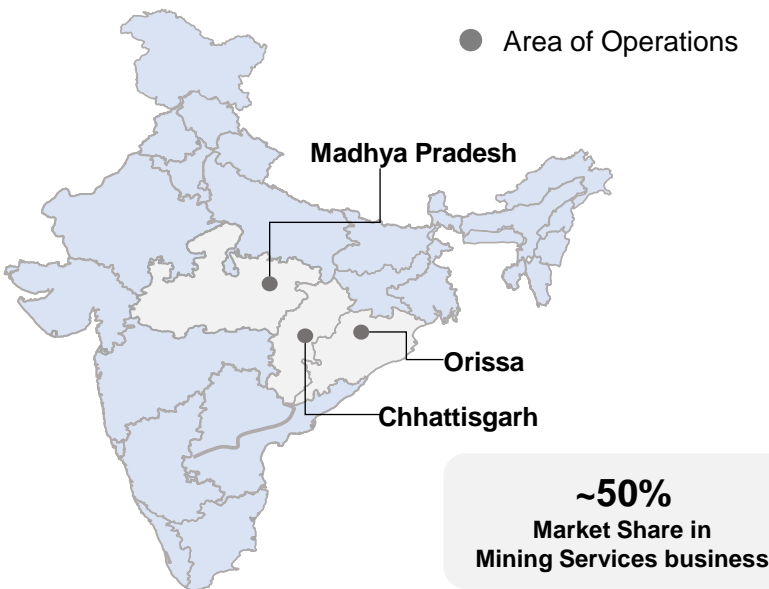 Area of Operations
Madhya Pradesh
Orissa
Chhattisgarh
~50%
Market Share in
Mining Services business